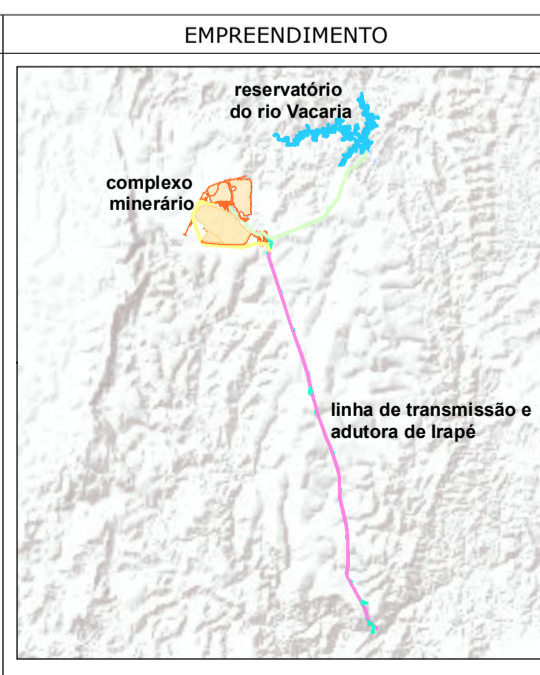 EMPREENDIMENTO
reservatório
do rio Vacaria
complexo
minerário
linha de transmissão e
adutora de Irapé